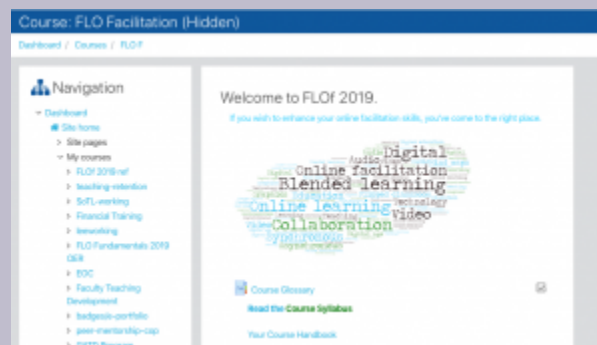 Course: FLO Facilitation (Hidden)
Dashboard / Courses / FLO F
Navigation
Dashboard
Site home
Site pages
My courses
FLOf 2019 ref
teaching-retention
SoTL-working
Financial Training
FLO Fundamentals 2019
OER
EOC
Faculty Teaching
Development
badgesis-portfolio
peer-mentorship-cap
Welcome to FLOf 2019.
If you wish to enhance your online facilitation skills, you've come to the right place.
Digital
Audio
Online facilitation
Blended learning
Online learning
Technology
Video
Collaboration
Course Glossary
Read the Course Syllabus
Your Course Handbook